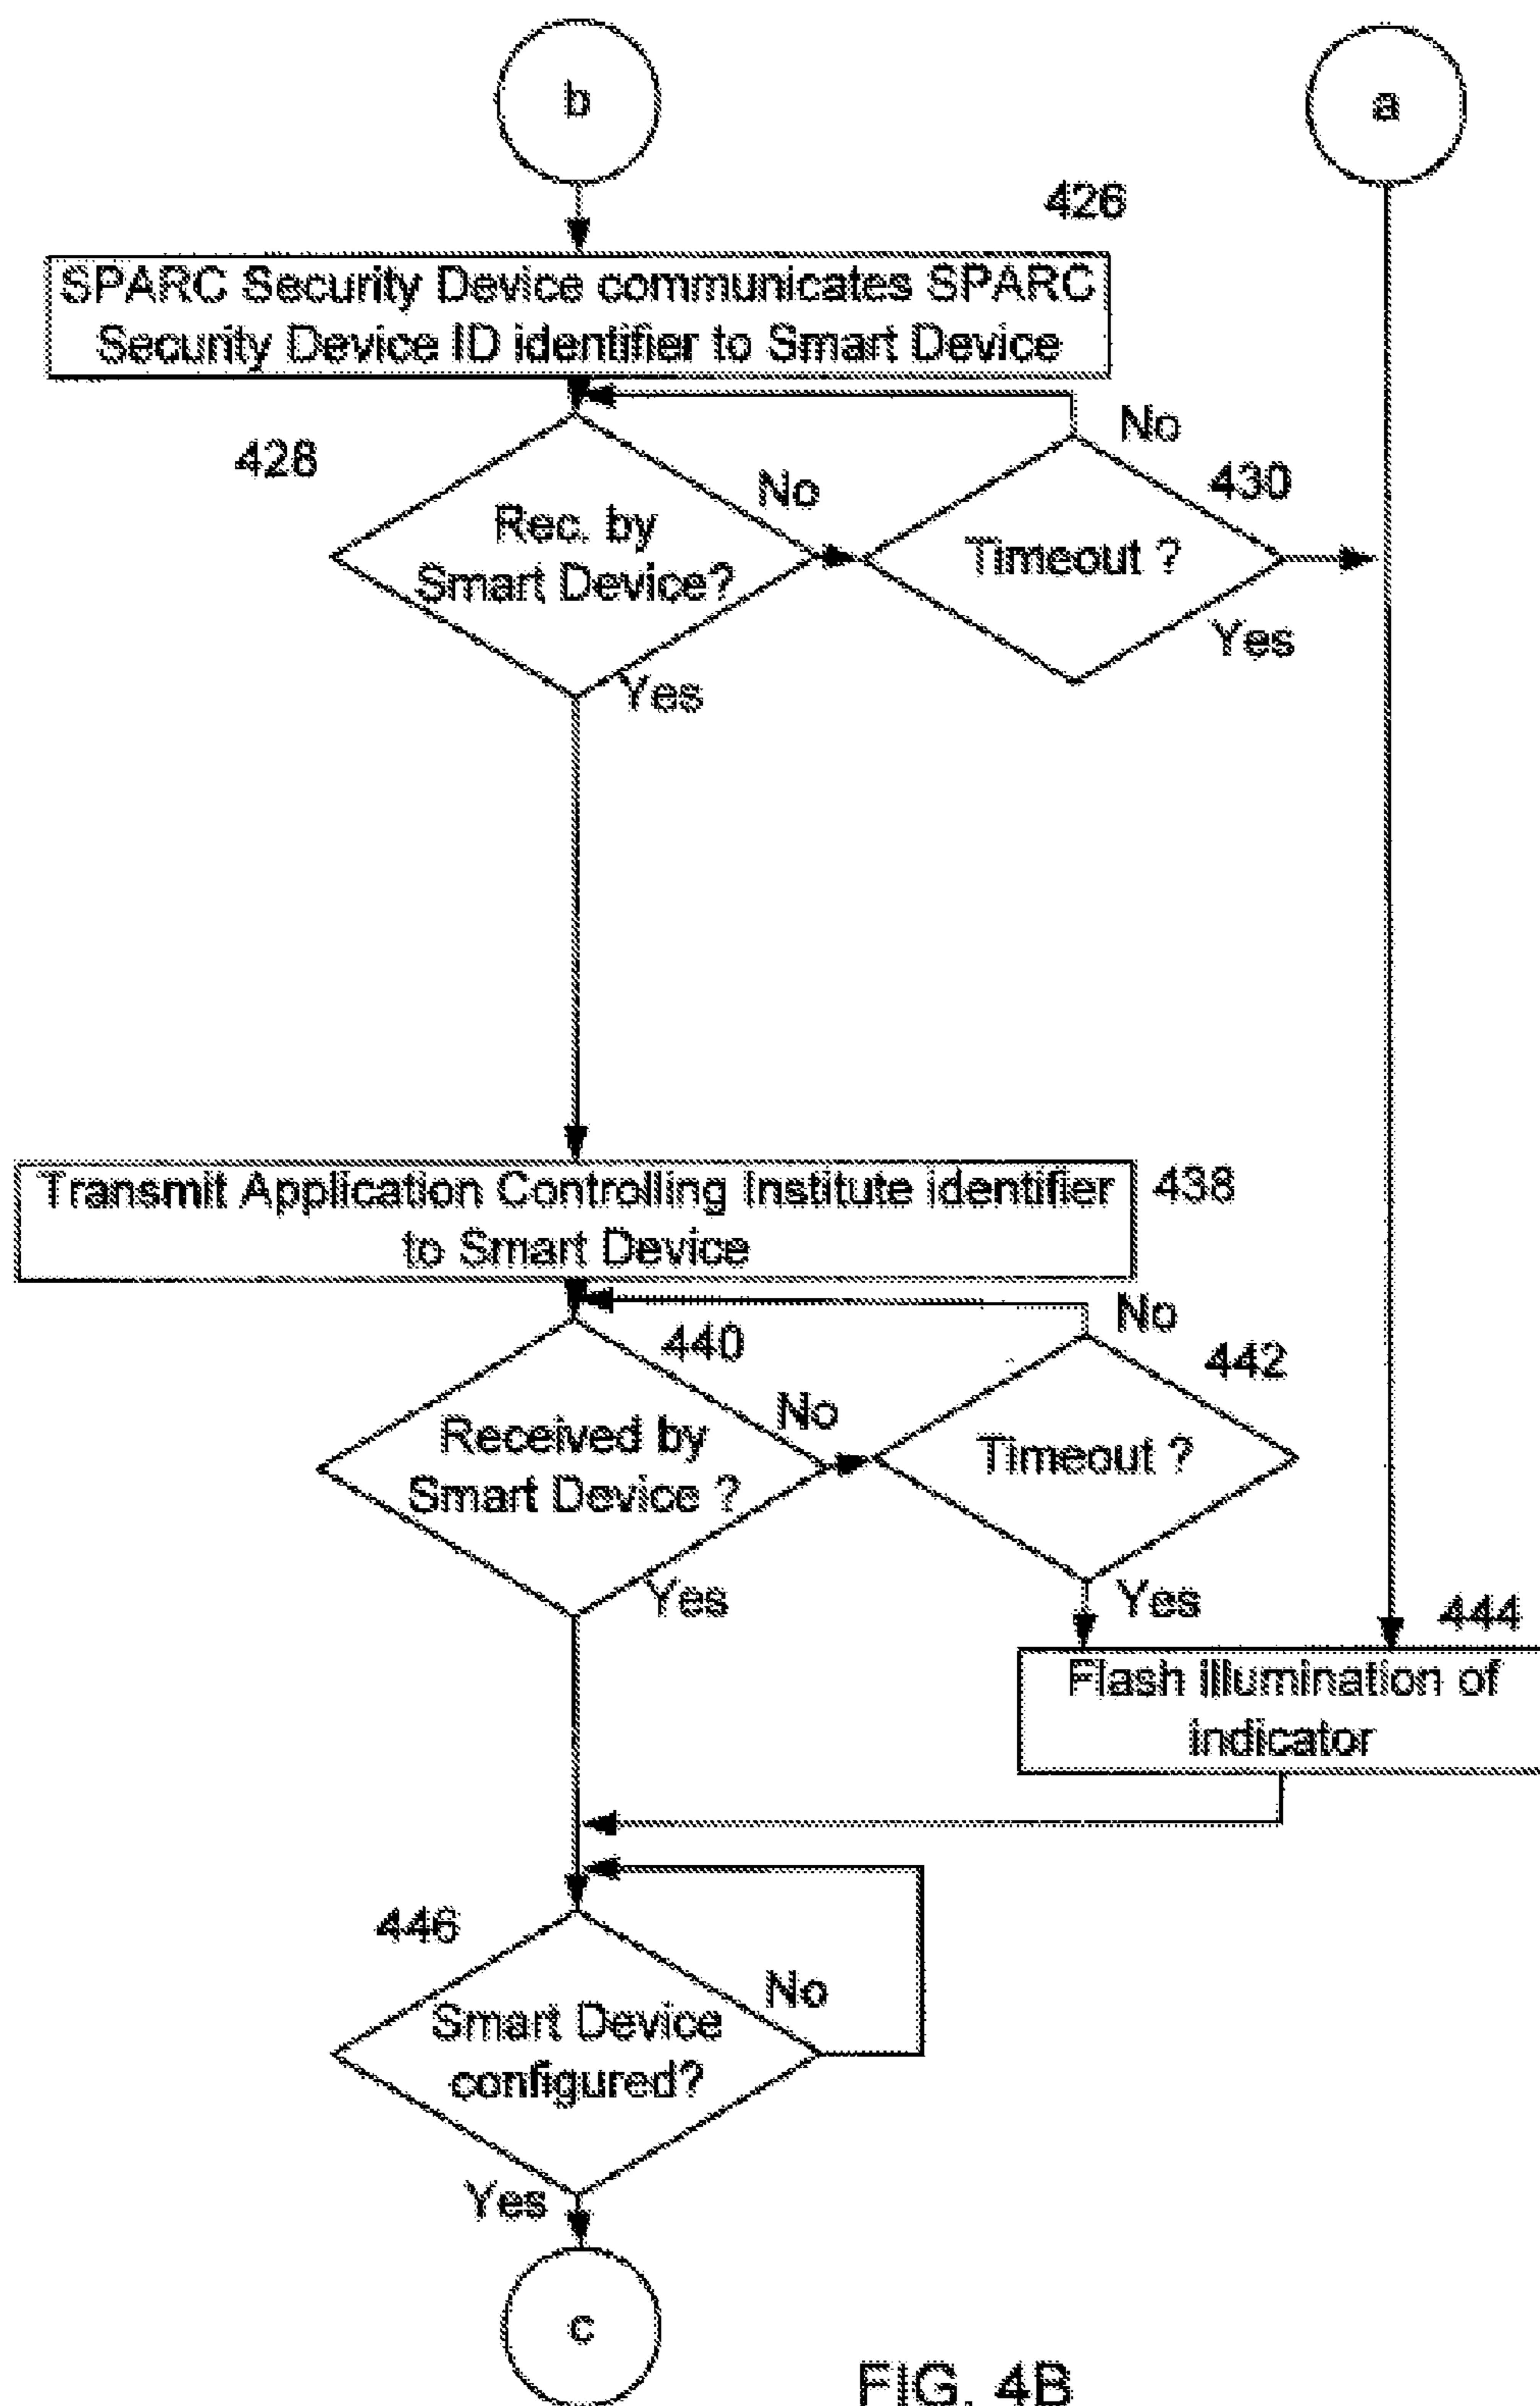 b
a
426
SPARC Security Device communicates SPARC
Security Device ID identifier to Smart Device
No
428
No
430
Rec. by
Smart Device?
Timeout ?
Yes
Yes
Transmit Application Controlling Institute identifier
to Smart Device
438
No
440
442
No
Received by
Smart Device ?
Timeout ?
Yes
Yes
444
Flash illumination of
indicator
446
No
Smart Device
configured?
Yes
c
FIG. 4B